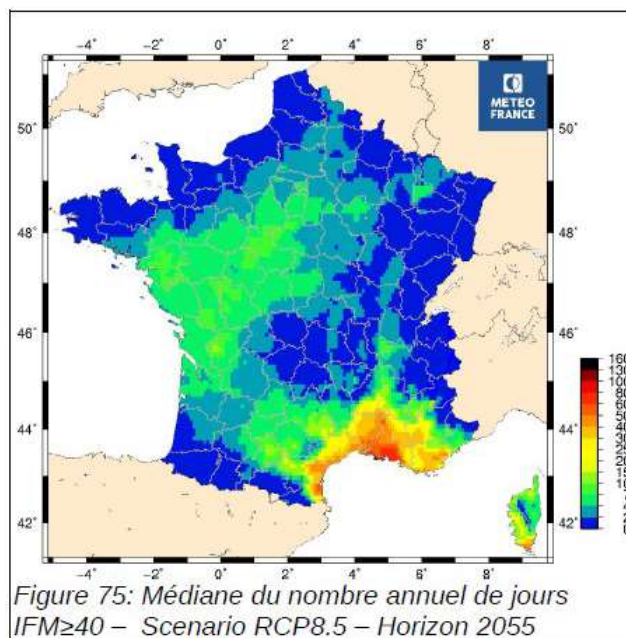 −4° −2° 0° 2° 4° 6° 8°
METEO
FRANCE
50° 50°
48° 48°
46° 46°
44° 44°
42° 42°
−4° −2° 0° 2° 4° 6° 8°
Figure 75: Médiane du nombre annuel de jours
IFM≥40 – Scenario RCP8.5 – Horizon 2055